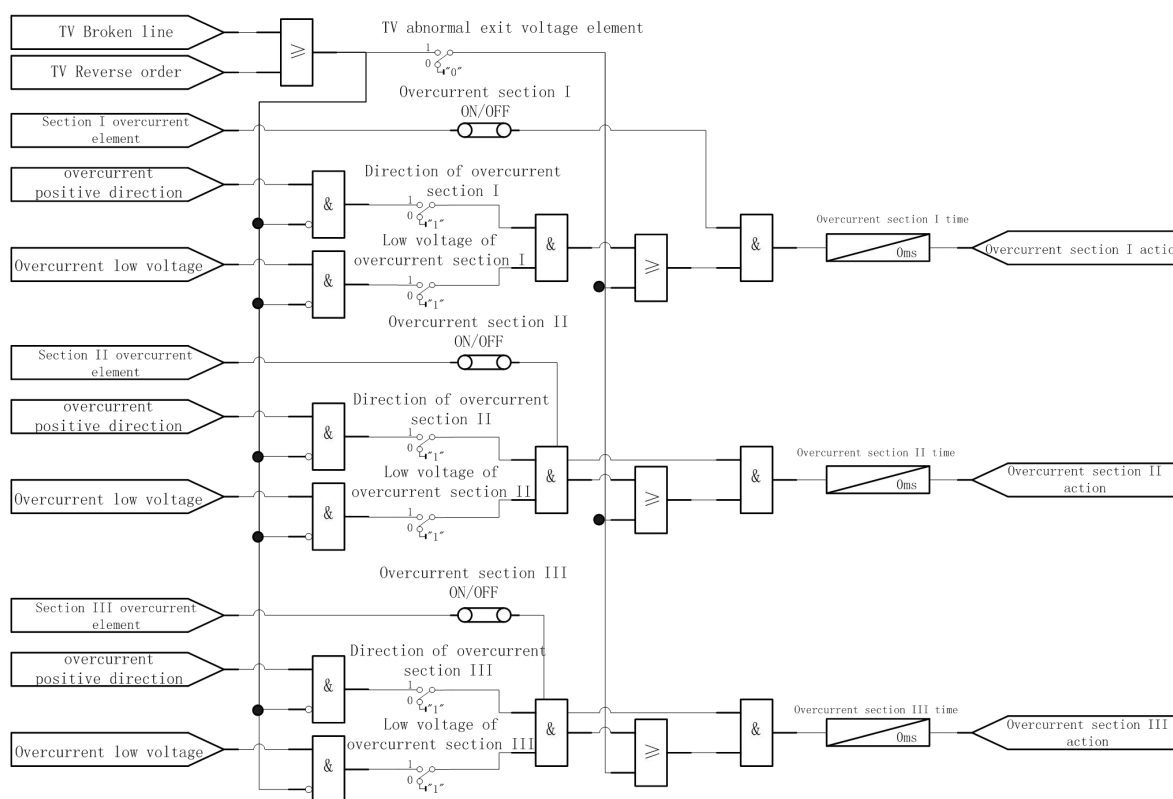 TV Broken line
TV Reverse order
≥
TV abnormal exit voltage element
1
0
"0"
Overcurrent section I
ON/OFF
Section I overcurrent
element
overcurrent
positive direction
&
Direction of overcurrent
section I
1
0
"1"
Overcurrent low voltage
&
Low voltage of
overcurrent section I
1
0
"1"
&
≥
&
Overcurrent section I time
0ms
Overcurrent section I action
Overcurrent section II
ON/OFF
Section II overcurrent
element
overcurrent
positive direction
&
Direction of overcurrent
section II
1
0
"1"
Overcurrent low voltage
&
Low voltage of
overcurrent section II
1
0
"1"
&
≥
&
Overcurrent section II time
0ms
Overcurrent section II
action
Overcurrent section III
ON/OFF
Section III overcurrent
element
overcurrent
positive direction
&
Direction of overcurrent
section III
1
0
"1"
Overcurrent low voltage
&
Low voltage of
overcurrent section III
1
0
"1"
&
≥
&
Overcurrent section III time
0ms
Overcurrent section III
action